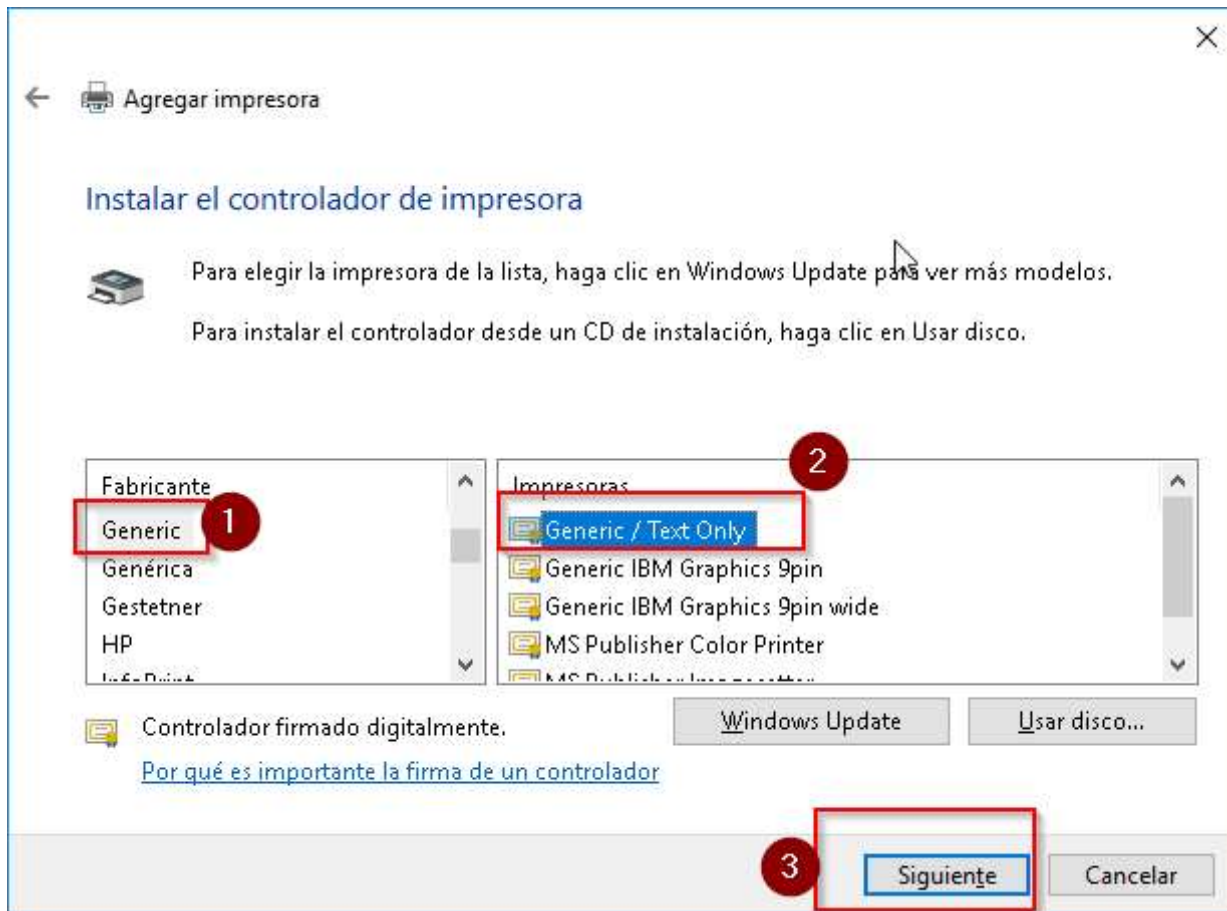 Agregar impresora
Instalar el controlador de impresora
Para elegir la impresora de la lista, haga clic en Windows Update para ver más modelos.
Para instalar el controlador desde un CD de instalación, haga clic en Usar disco.
2
Fabricante
Generic
1
Genérica
Gestetner
HP
InfoPrint
Impresoras
Generic / Text Only
Generic IBM Graphics 9pin
Generic IBM Graphics 9pin wide
MS Publisher Color Printer
MS Publisher Imagesetter
Controlador firmado digitalmente.
Windows Update
Usar disco...
Por qué es importante la firma de un controlador
3
Siguiente
Cancelar